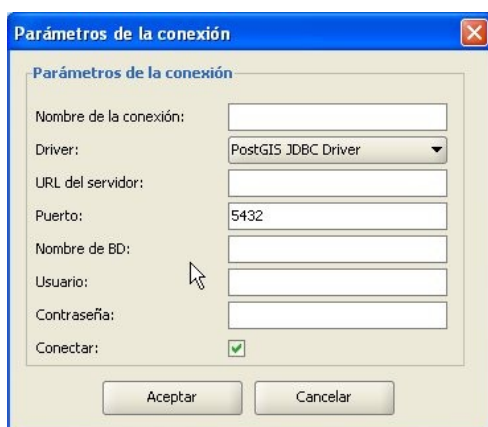 Parámetros de la conexión
Parámetros de la conexión
Nombre de la conexión:
Driver: PostGIS JDBC Driver
URL del servidor:
Puerto: 5432
Nombre de BD:
Usuario:
Contraseña:
Conectar:
Aceptar Cancelar